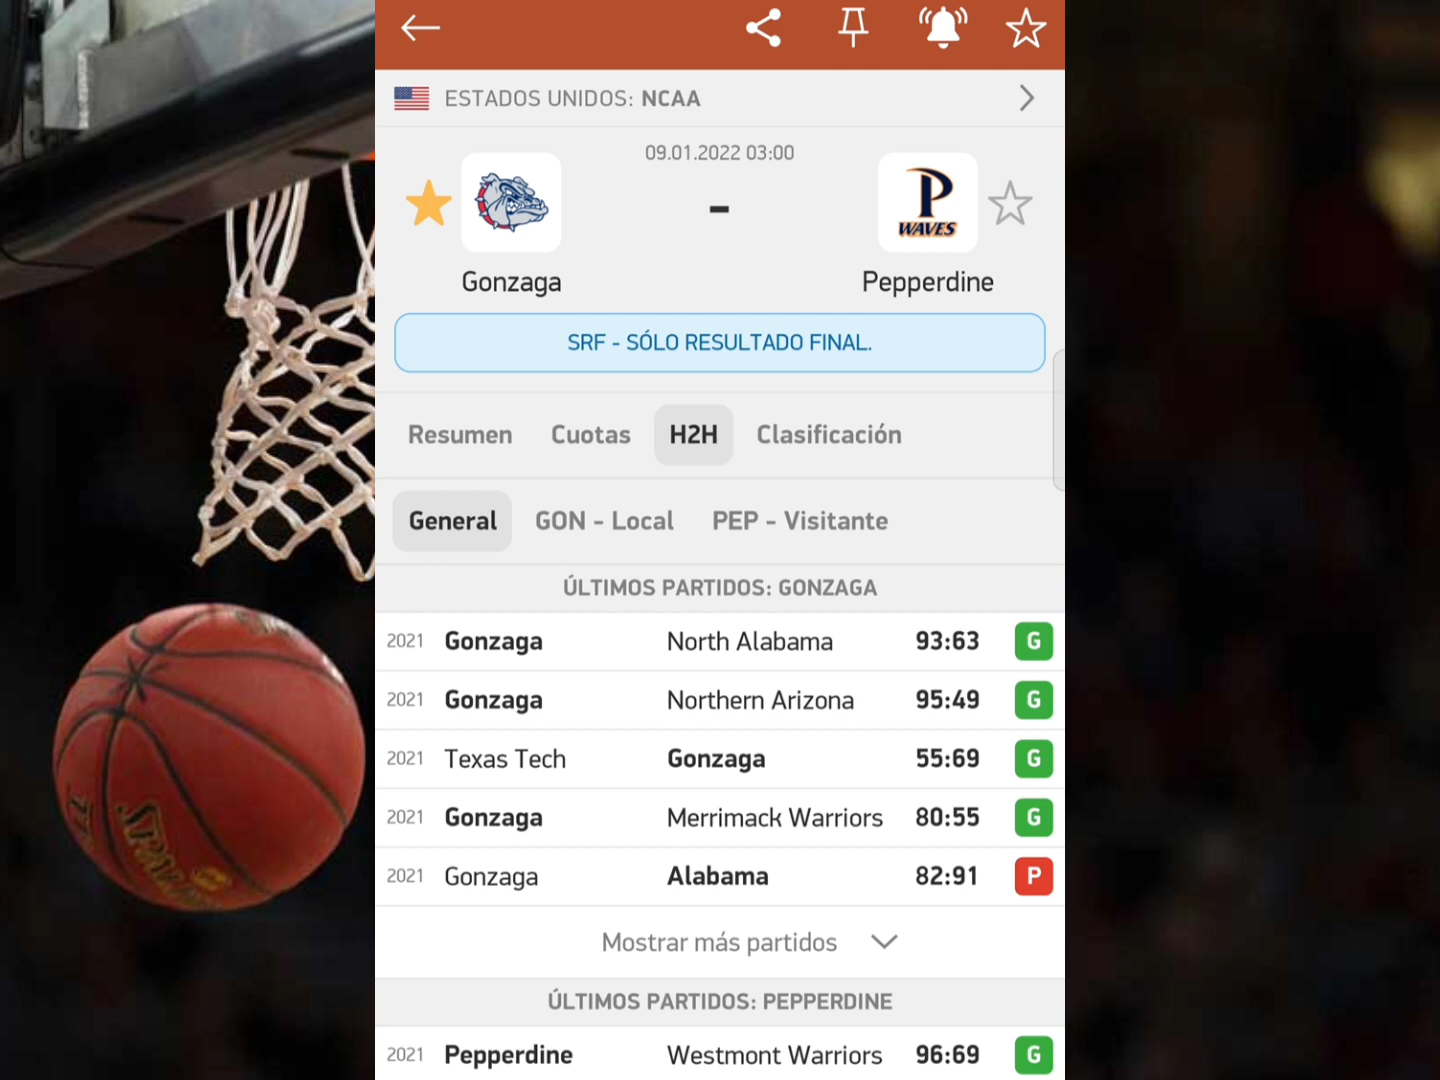 ESTADOS UNIDOS: NCAA
09.01.2022 03:00
-
P
WAVES
Gonzaga
Pepperdine
SRF - SÓLO RESULTADO FINAL.
Resumen Cuotas H2H Clasificación
General GON - Local PEP - Visitante
ÚLTIMOS PARTIDOS: GONZAGA
2021 Gonzaga North Alabama 93:63 G
2021 Gonzaga Northern Arizona 95:49 G
2021 Texas Tech Gonzaga 55:69 G
2021 Gonzaga Merrimack Warriors 80:55 G
2021 Gonzaga Alabama 82:91 P
Mostrar más partidos
ÚLTIMOS PARTIDOS: PEPPERDINE
2021 Pepperdine Westmont Warriors 96:69 G